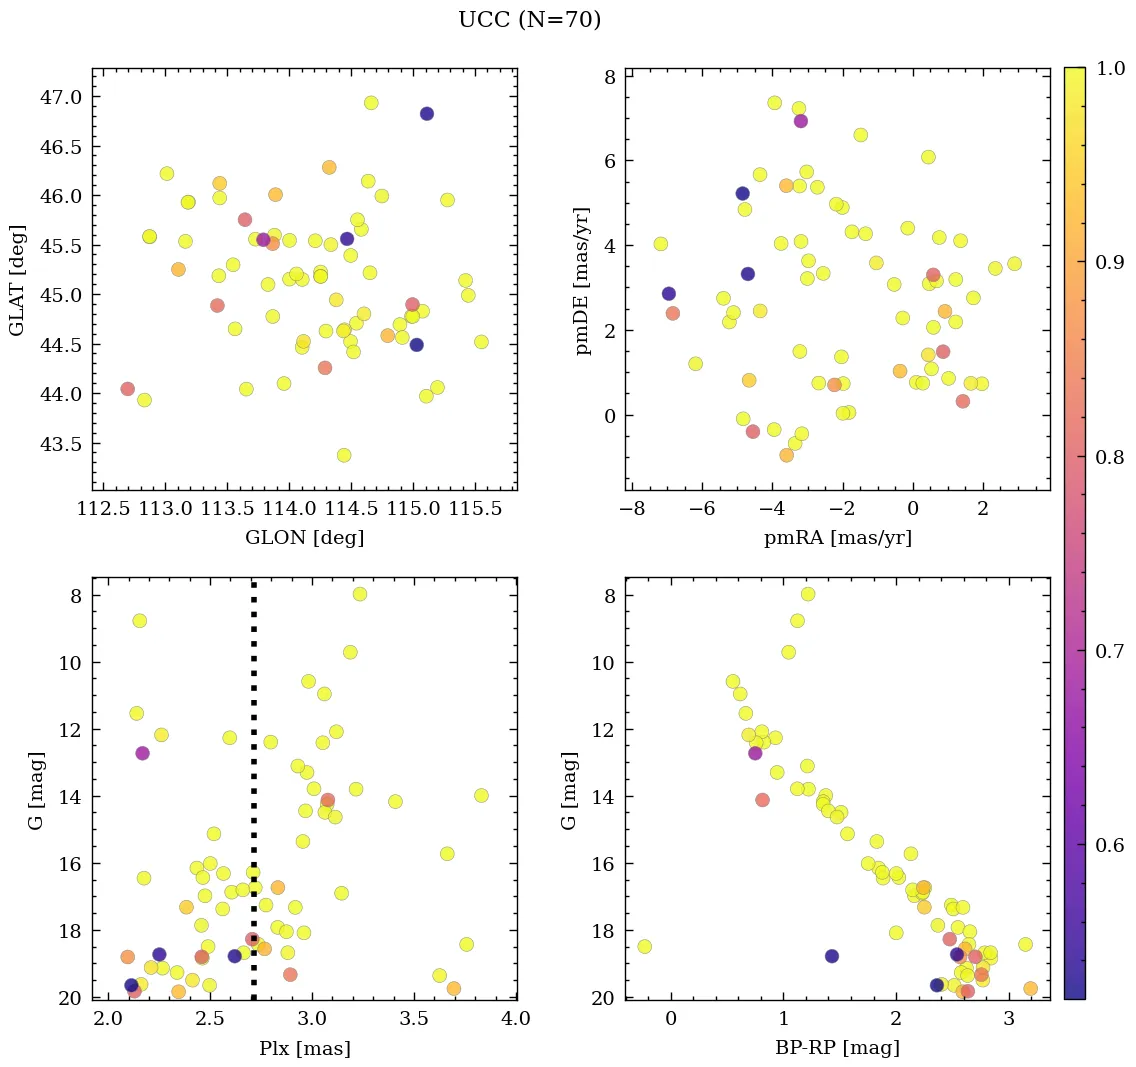 UCC (N=70)
47.0
46.5
46.0
45.5
45.0
44.5
44.0
43.5
GLAT [deg]
112.5 113.0 113.5 114.0 114.5 115.0 115.5
GLON [deg]
8
6
4
2
0
pmDE [mas/yr]
−8 −6 −4 −2 0 2
pmRA [mas/yr]
1.0
0.9
0.8
0.7
0.6
8
10
12
14
16
18
20
G [mag]
2.0 2.5 3.0 3.5 4.0
Plx [mas]
8
10
12
14
16
18
20
G [mag]
0 1 2 3
BP-RP [mag]